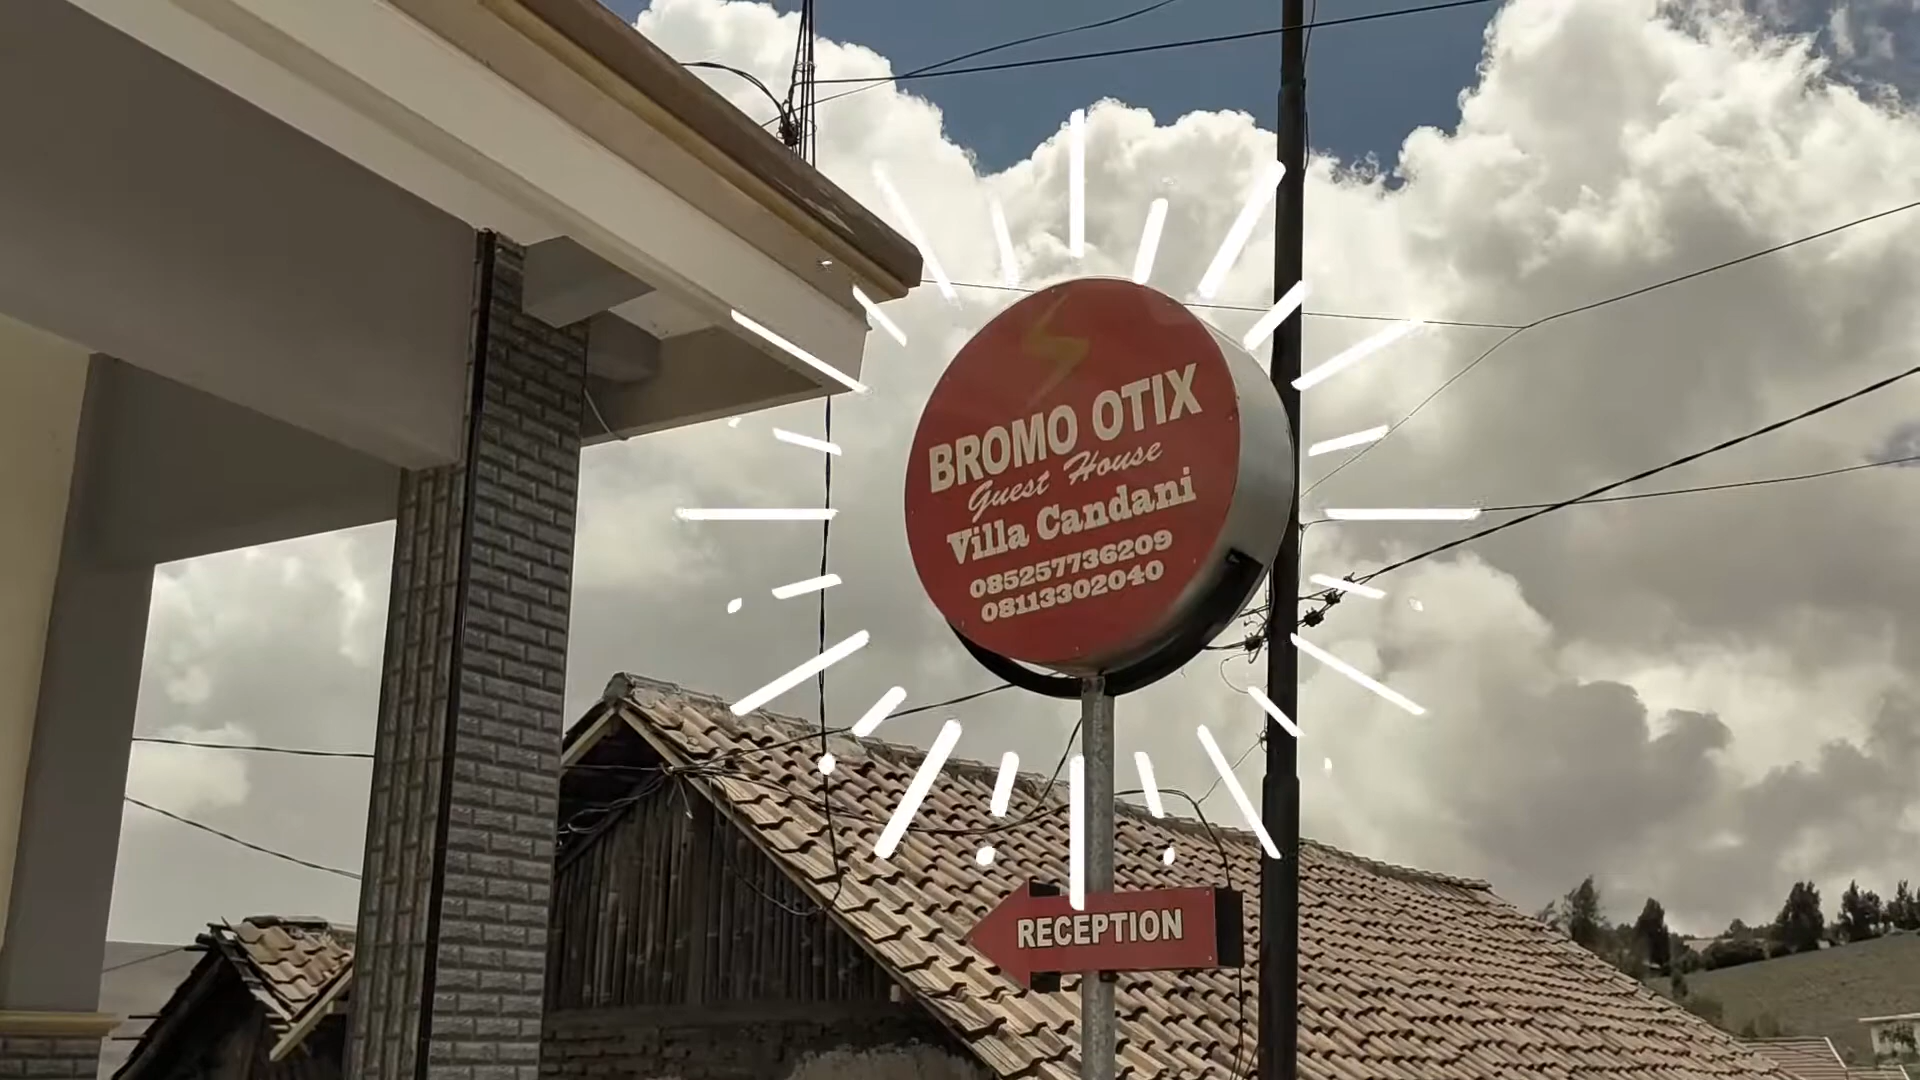 BROMO OTIX
Guest House
Villa Candani
085257736209
08113302040
RECEPTION